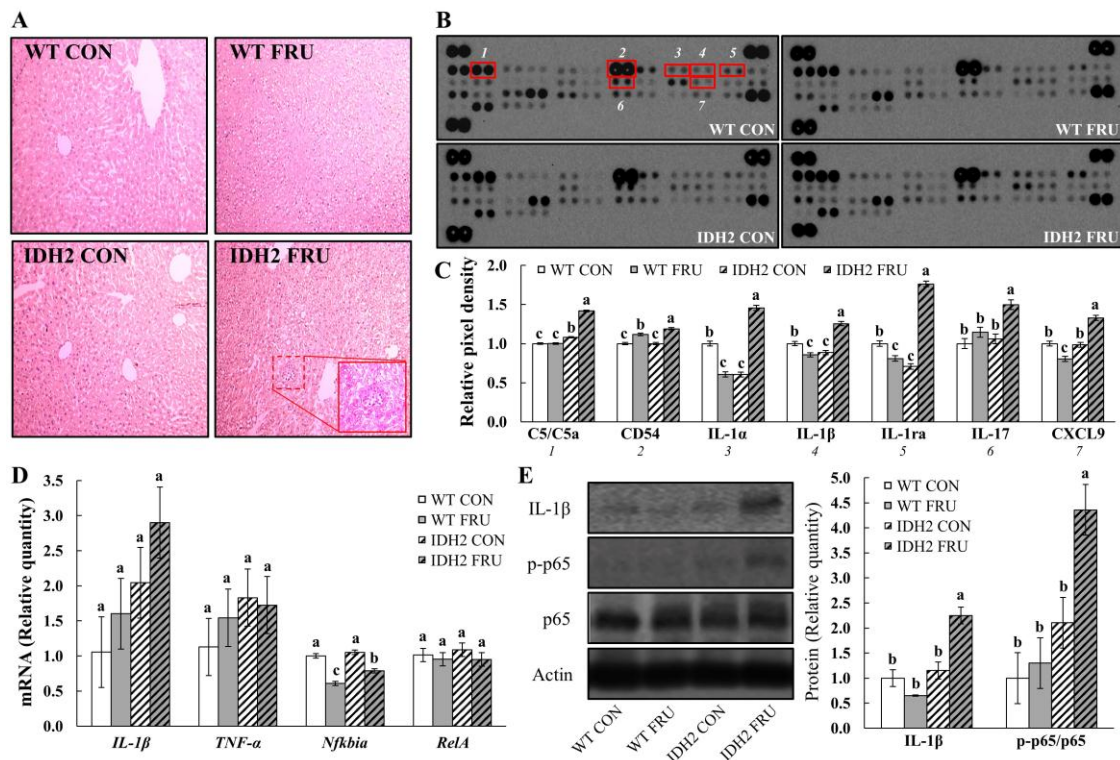 A
WT CON
WT FRU
IDH2 CON
IDH2 FRU
B
1
2
3
4
5
6
7
WT CON
WT FRU
IDH2 CON
IDH2 FRU
C
WT CON
WT FRU
IDH2 CON
IDH2 FRU
Relative pixel density
2.0
1.5
1.0
0.5
0.0
c c b a
c b c a
b c c a
b c c a
b c c a
b b b a
b c b a
C5/C5a
CD54
IL-1α
IL-1β
IL-1ra
IL-17
CXCL9
1
2
3
4
5
6
7
D
mRNA (Relative quantity)
3.5
3.0
2.5
2.0
1.5
1.0
0.5
0.0
a a a a
a a a a
a c a b
a a a a
WT CON
WT FRU
IDH2 CON
IDH2 FRU
IL-1β
TNF-α
Nfkbia
RelA
E
IL-1β
p-p65
p65
Actin
WT CON
WT FRU
IDH2 CON
IDH2 FRU
Protein (Relative quantity)
5.0
4.5
4.0
3.5
3.0
2.5
2.0
1.5
1.0
0.5
0.0
WT CON
WT FRU
IDH2 CON
IDH2 FRU
b b b a
b b b a
IL-1β
p-p65/p65